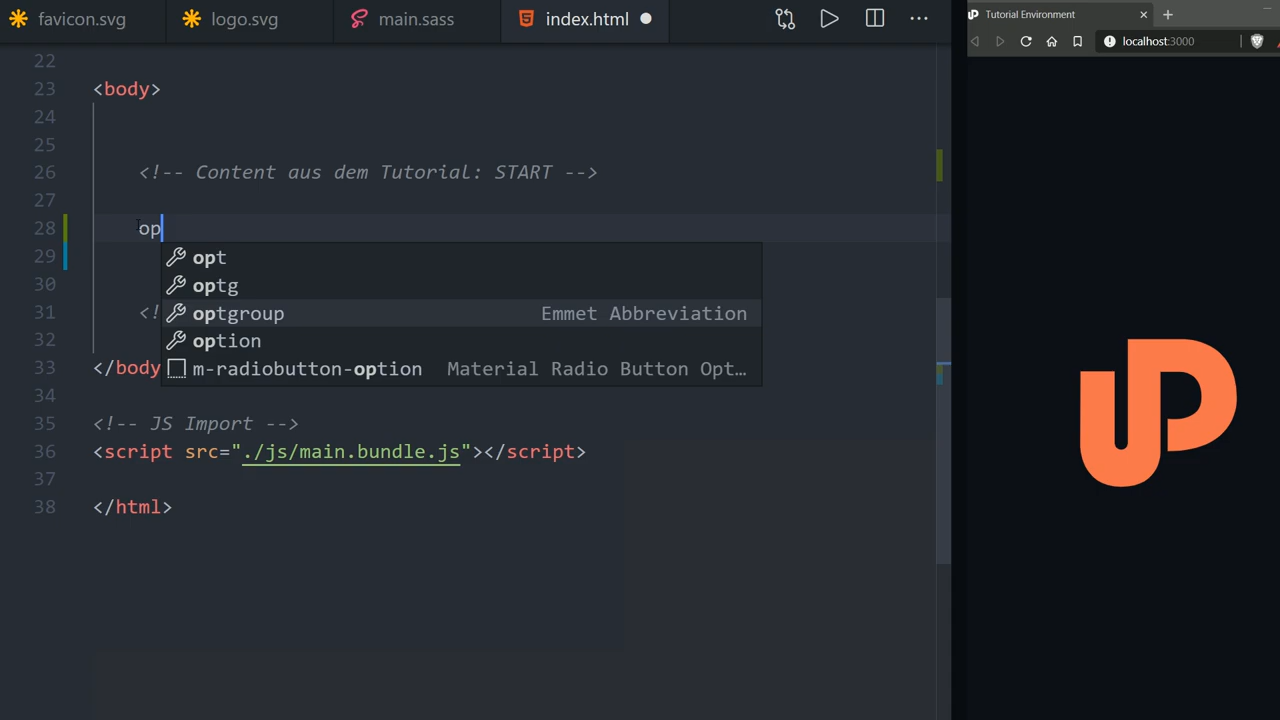 favicon.svg
logo.svg
main.sass
index.html
Tutorial Environment
localhost:3000
22
23 <body>
24
25
26 <!-- Content aus dem Tutorial: START -->
27
28 op
29
30
31 <!
32
33 </body
34
35 <!-- JS Import -->
36 <script src="./js/main.bundle.js"></script>
37
38 </html>
opt
optg
optgroup Emmet Abbreviation
option
m-radiobutton-option Material Radio Button Opt…
UP